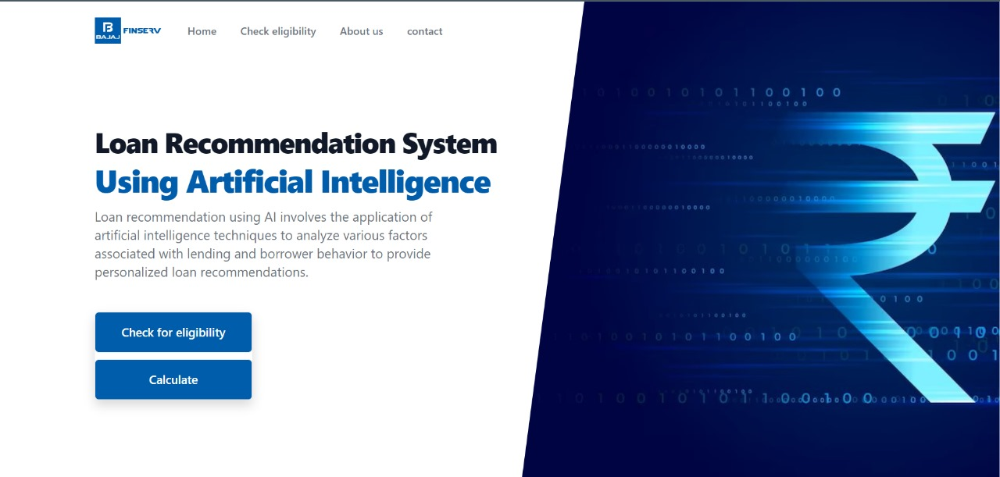 BAJAJ FINSERV Home Check eligibility About us contact
Loan Recommendation System
Using Artificial Intelligence
Loan recommendation using AI involves the application of
artificial intelligence techniques to analyze various factors
associated with lending and borrower behavior to provide
personalized loan recommendations.
Check for eligibility
Calculate
₹